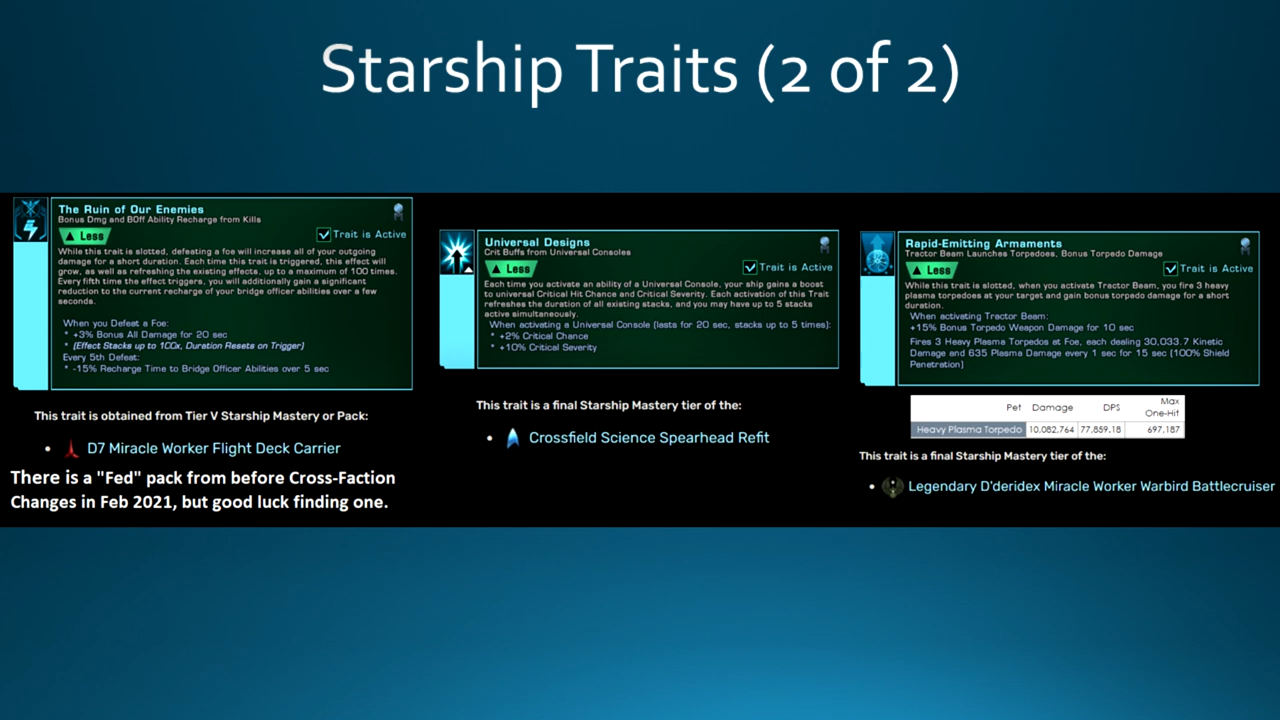 Starship Traits (2 of 2)
The Ruin of Our Enemies
Bonus Dmg and BOff Ability Recharge from Kills
Less
Trait is Active
While this trait is slotted, defeating a foe will increase all of your outgoing
damage for a short duration. Each time this trait is triggered, this effect will
grow, as well as refreshing the existing effects, up to a maximum of 100 times.
Every fifth time the effect triggers, you will additionally gain a significant
reduction to the current recharge of your bridge officer abilities over a few
seconds.
When you Defeat a Foe:
* +3% Bonus All Damage for 20 sec
* (Effect Stacks up to 100x, Duration Resets on Trigger)
Every 5th Defeat:
* -15% Recharge Time to Bridge Officer Abilities over 5 sec
This trait is obtained from Tier V Starship Mastery or Pack:
• D7 Miracle Worker Flight Deck Carrier
There is a "Fed" pack from before Cross-Faction
Changes in Feb 2021, but good luck finding one.
Universal Designs
Crit Buffs from Universal Consoles
Less
Trait is Active
Each time you activate an ability of a Universal Console, your ship gains a boost
to universal Critical Hit Chance and Critical Severity. Each activation of this Trait
refreshes the duration of all existing stacks, and you may have up to 5 stacks
active simultaneously.
When activating a Universal Console (lasts for 20 sec, stacks up to 5 times):
* +2% Critical Chance
* +10% Critical Severity
This trait is a final Starship Mastery tier of the:
• Crossfield Science Spearhead Refit
Rapid-Emitting Armaments
Tractor Beam Launches Torpedoes, Bonus Torpedo Damage
Less
Trait is Active
While this trait is slotted, when you activate Tractor Beam, you fire 3 heavy
plasma torpedoes at your target and gain bonus torpedo damage for a short
duration.
When activating Tractor Beam:
+15% Bonus Torpedo Weapon Damage for 10 sec
Fires 3 Heavy Plasma Torpedos at Foe, each dealing 30,033.7 Kinetic
Damage and 635 Plasma Damage every 1 sec for 15 sec (100% Shield
Penetration)
Pet Damage DPS Max One-Hit
Heavy Plasma Torpedo 10,082,764 77,859.18 697,187
This trait is a final Starship Mastery tier of the:
• Legendary D'deridex Miracle Worker Warbird Battlecruiser